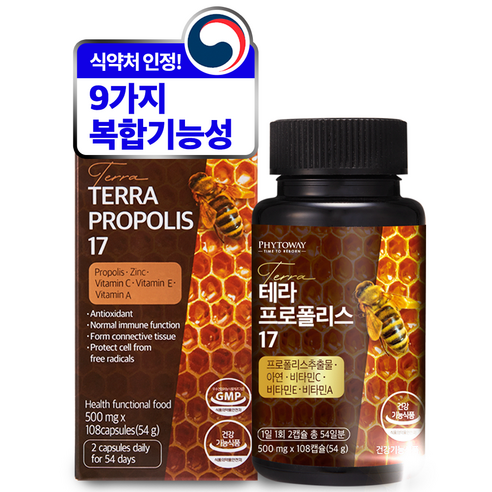 식약처 인정!
9가지
복합기능성
Terra
TERRA
PROPOLIS
17
Propolis · Zinc ·
Vitamin C · Vitamin E ·
Vitamin A
· Antioxidant
· Normal immune function
· Form connective tissue
· Protect cell from
free radicals
GMP
Health functional food
500 mg x
108capsules(54 g)
2 capsules daily
for 54 days
건강
기능식품
PHYTOWAY
TIME TO REBORN
Terra
테라
프로폴리스
17
프로폴리스추출물 ·
아연 · 비타민C ·
비타민E · 비타민A
1일 1회 2캡슐 총 54일분
500 mg x 108캡슐(54 g)
건강
기능식품
건강기능